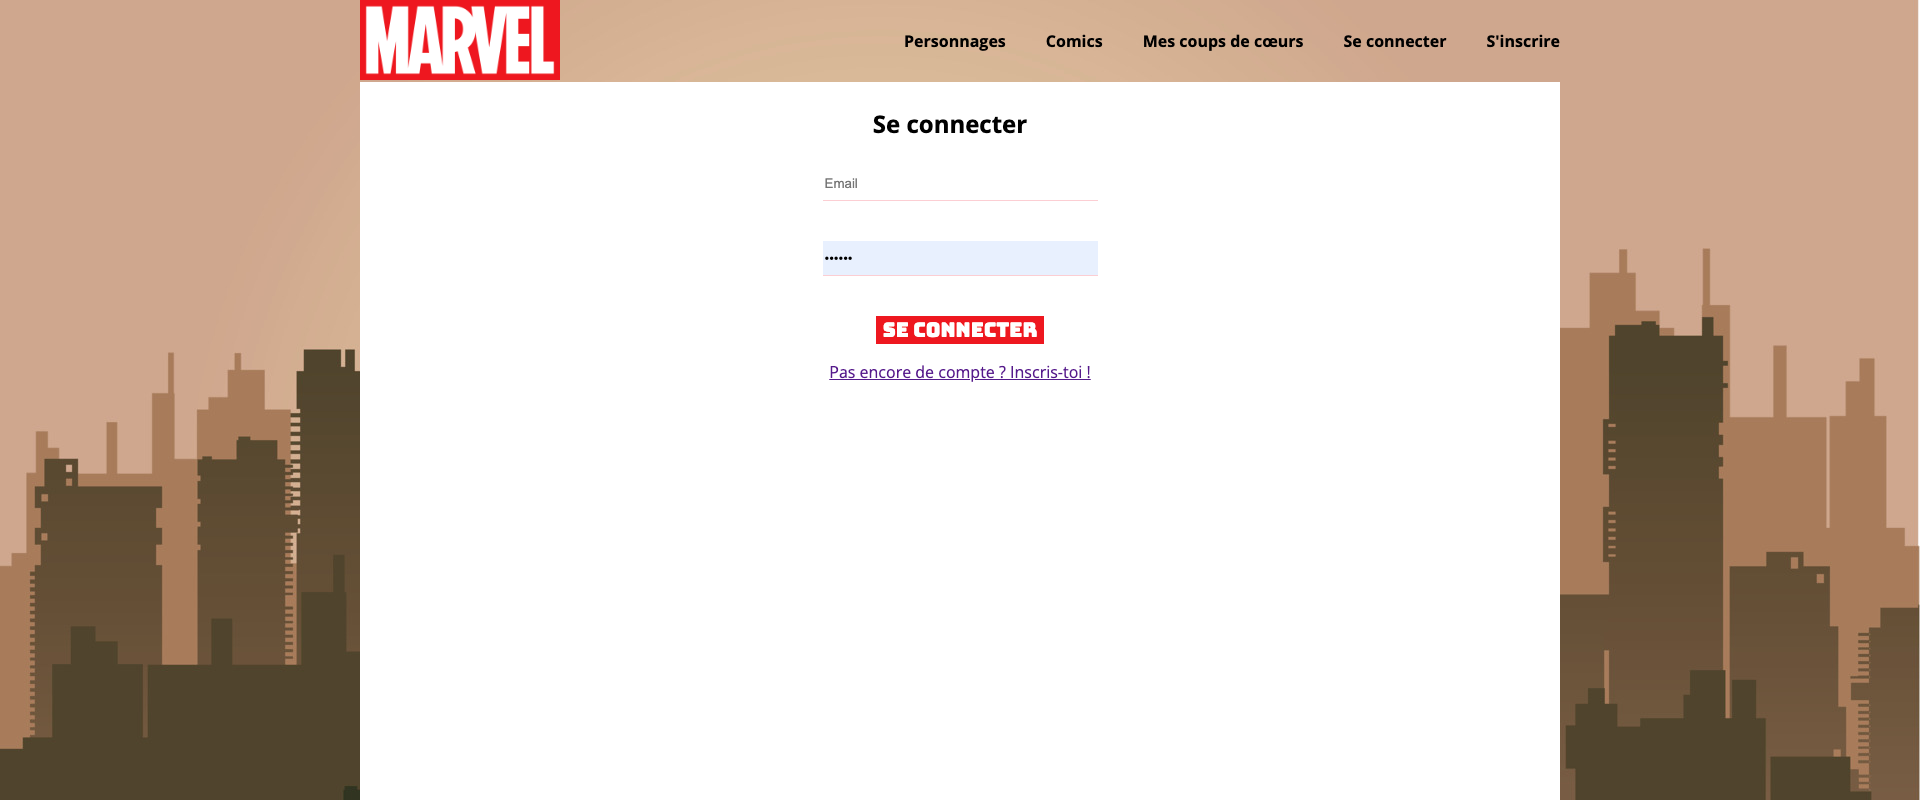 MARVEL
Personnages Comics Mes coups de cœurs Se connecter S'inscrire
Se connecter
Email
••••••
SE CONNECTER
Pas encore de compte ? Inscris-toi !